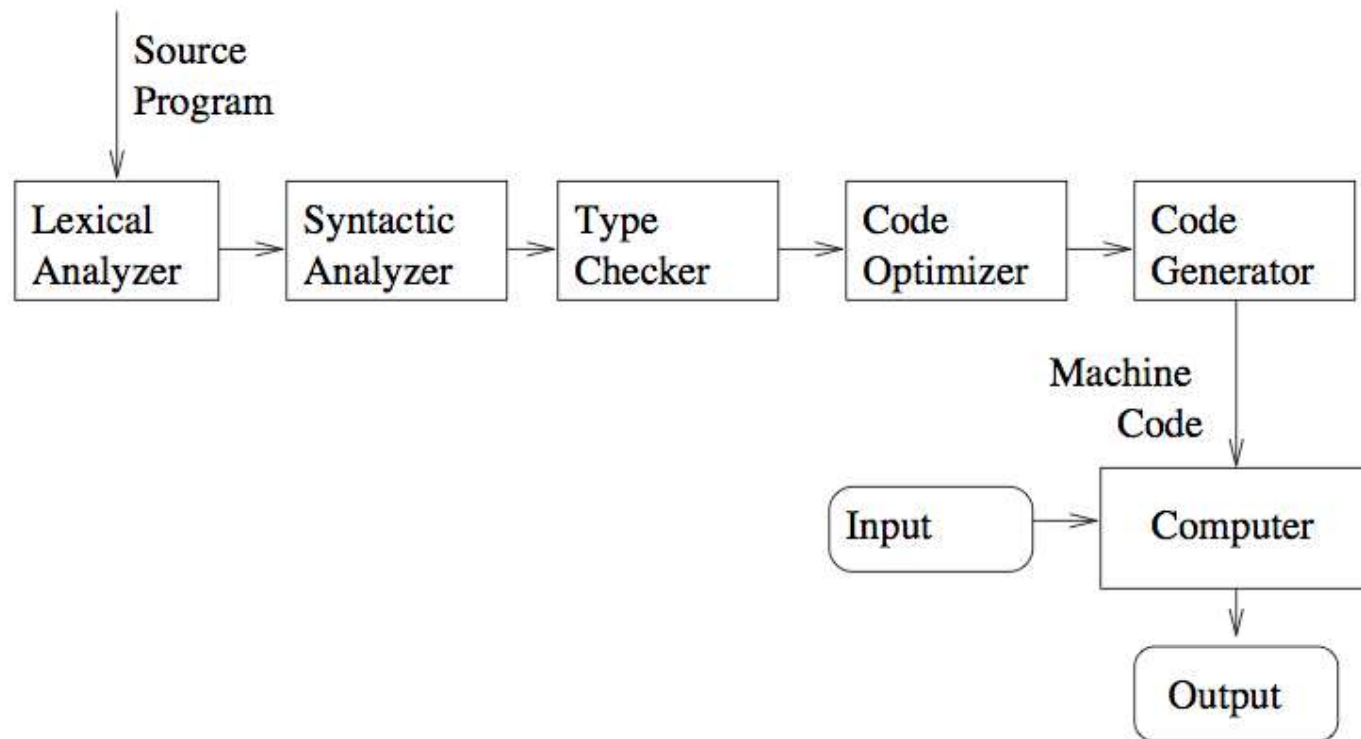 Source
Program
Lexical
Analyzer
Syntactic
Analyzer
Type
Checker
Code
Optimizer
Code
Generator
Machine
Code
Input
Computer
Output